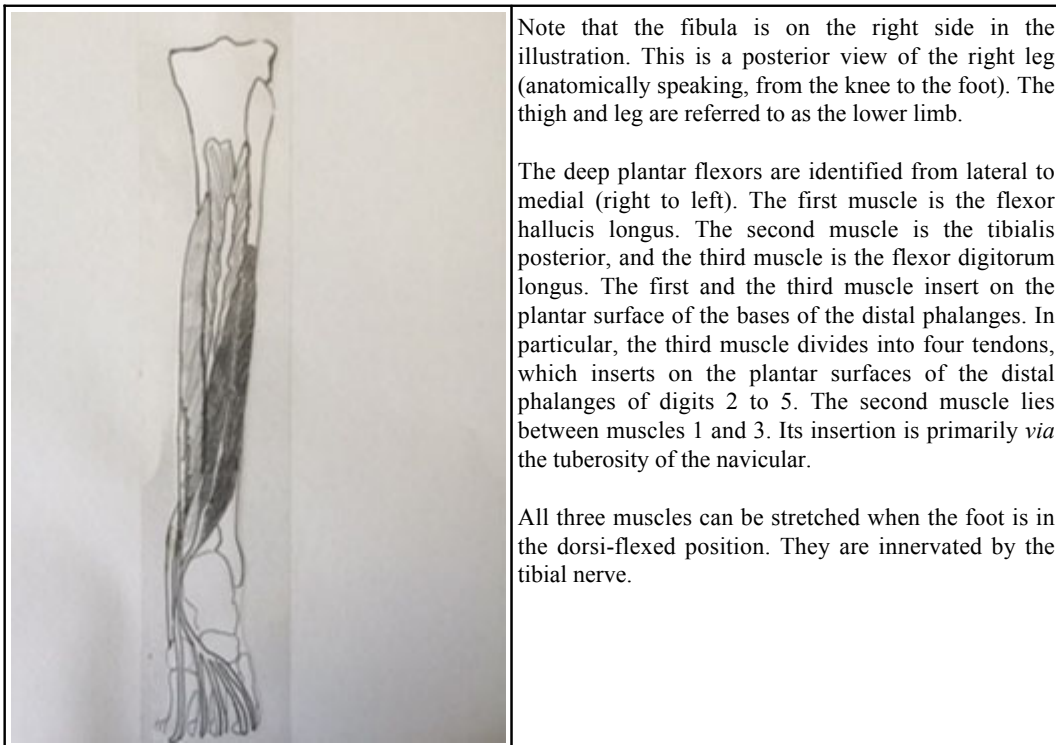 Note that the fibula is on the right side in the
illustration. This is a posterior view of the right leg
(anatomically speaking, from the knee to the foot). The
thigh and leg are referred to as the lower limb.
The deep plantar flexors are identified from lateral to
medial (right to left). The first muscle is the flexor
hallucis longus. The second muscle is the tibialis
posterior, and the third muscle is the flexor digitorum
longus. The first and the third muscle insert on the
plantar surface of the bases of the distal phalanges. In
particular, the third muscle divides into four tendons,
which inserts on the plantar surfaces of the distal
phalanges of digits 2 to 5. The second muscle lies
between muscles 1 and 3. Its insertion is primarily via
the tuberosity of the navicular.
All three muscles can be stretched when the foot is in
the dorsi-flexed position. They are innervated by the
tibial nerve.